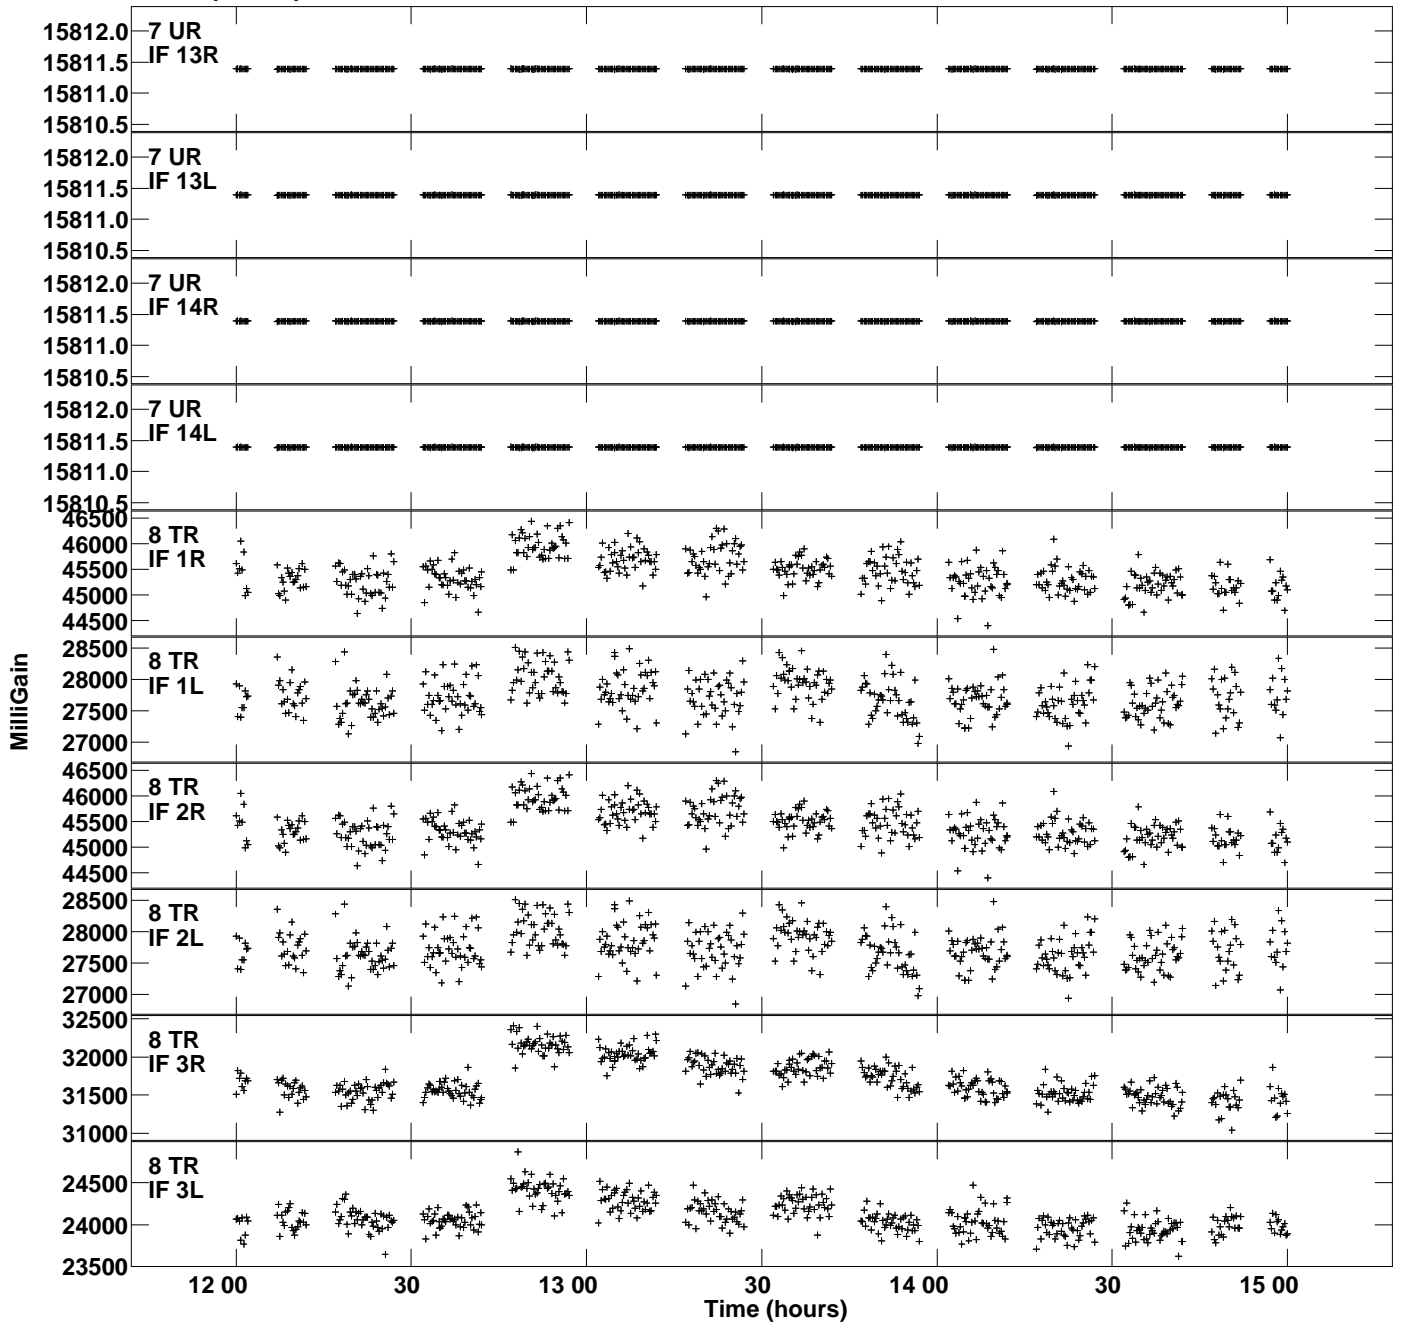 15812.0 7 UR
15811.5 IF 13R
15811.0
15810.5
15812.0 7 UR
15811.5 IF 13L
15811.0
15810.5
15812.0 7 UR
15811.5 IF 14R
15811.0
15810.5
15812.0 7 UR
15811.5 IF 14L
15811.0
15810.5
46500 8 TR
46000 IF 1R
45500
45000
44500
28500 8 TR
28000 IF 1L
27500
27000
46500 8 TR
46000 IF 2R
45500
45000
44500
28500 8 TR
28000 IF 2L
27500
27000
32500 8 TR
32000 IF 3R
31500
31000
8 TR
24500 IF 3L
24000
23500
MilliGain
12 00 30 13 00 30 14 00 30 15 00
Time (hours)